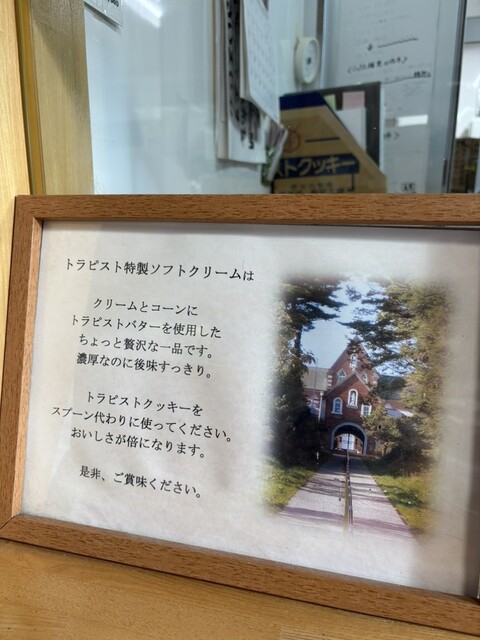 ストクッキー
トラピスト特製ソフトクリームは
クリームとコーンに
トラピストバターを使用した
ちょっと贅沢な一品です。
濃厚なのに後味すっきり。
トラピストクッキーを
スプーン代わりに使ってください。
おいしさが倍になります。
是非、ご賞味ください。